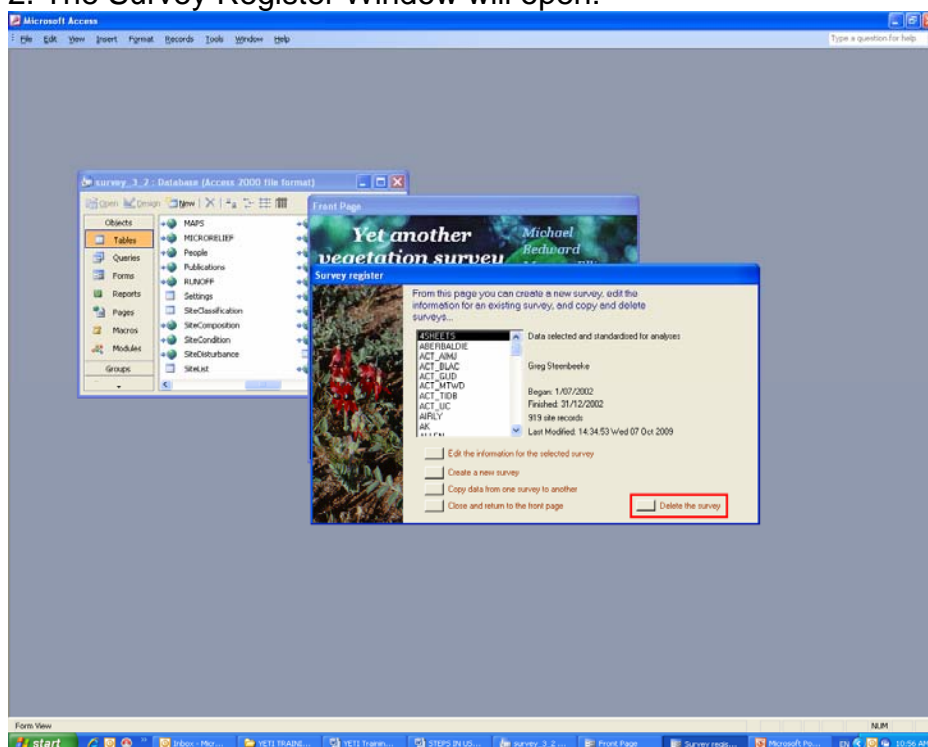 2. The Survey Register Window will open.
Microsoft Access
File Edit View Insert Format Records Tools Window Help
Type a question for help
survey_3_2 : Database (Access 2000 file format)
Open Design New
Objects
Tables
Queries
Forms
Reports
Pages
Macros
Modules
Groups
MAPS
MICRORELIEF
People
Publications
RUNOFF
Settings
SiteClassification
SiteComposition
SiteCondition
SiteDisturbance
SiteList
Front Page
Yet another
vegetation survey
Michael
Bedward
Survey register
From this page you can create a new survey, edit the
information for an existing survey, and copy and delete
surveys...
4SHEETS
ABERBALDIE
ACT_AIMJ
ACT_BLAC
ACT_GUD
ACT_MTWD
ACT_TIDB
ACT_UC
AIRLY
AK
Data selected and standardised for analyses
Greg Steenbeeke
Began: 1/07/2002
Finished: 31/12/2002
919 site records
Last Modified: 14:34:53 Wed 07 Oct 2009
Edit the information for the selected survey
Create a new survey
Copy data from one survey to another
Close and return to the front page
Delete the survey
Form View
NUM
start
Inbox - Micr...
YETI TRAINI...
YETI Trainin...
STEPS IN US...
survey_3_2 ...
Front Page
Survey regis...
Microsoft Po...
EN
10:56 AM